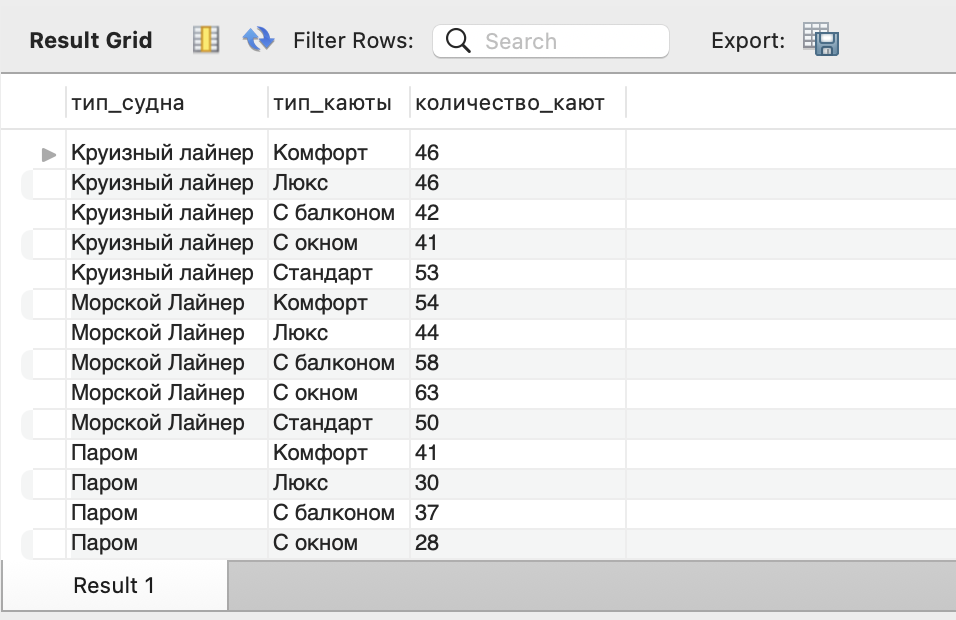 Result Grid Filter Rows: Search Export:
тип_судна тип_каюты количество_кают
Круизный лайнер Комфорт 46
Круизный лайнер Люкс 46
Круизный лайнер С балконом 42
Круизный лайнер С окном 41
Круизный лайнер Стандарт 53
Морской Лайнер Комфорт 54
Морской Лайнер Люкс 44
Морской Лайнер С балконом 58
Морской Лайнер С окном 63
Морской Лайнер Стандарт 50
Паром Комфорт 41
Паром Люкс 30
Паром С балконом 37
Паром С окном 28
Result 1